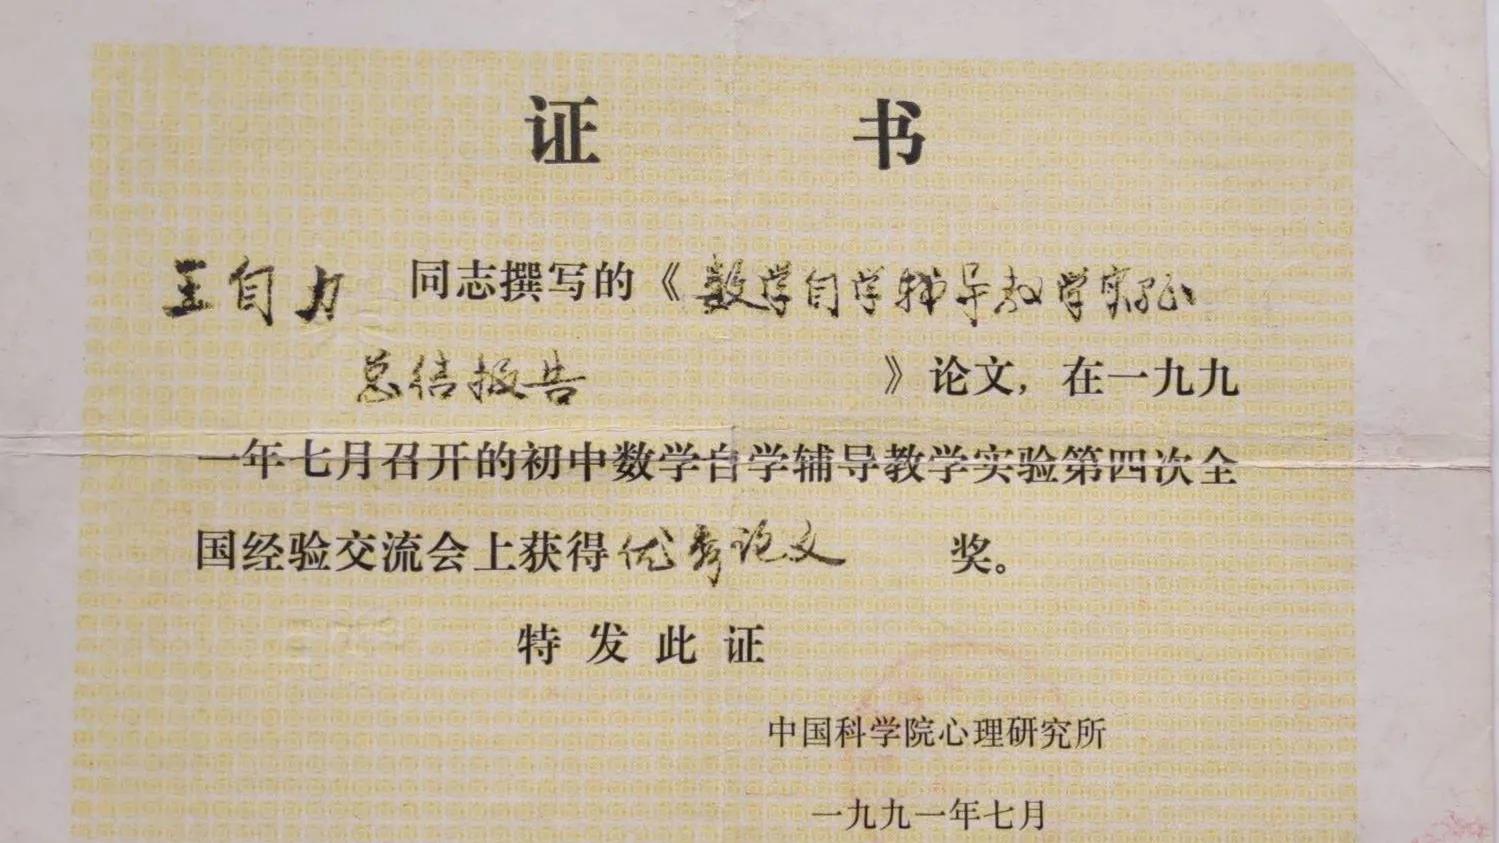 证 书
王自力 同志撰写的《数学自学辅导教学实验
总结报告 》论文，在一九九
一年七月召开的初中数学自学辅导教学实验第四次全
国经验交流会上获得优秀论文 奖。
特发此证
中国科学院心理研究所
一九九一年七月